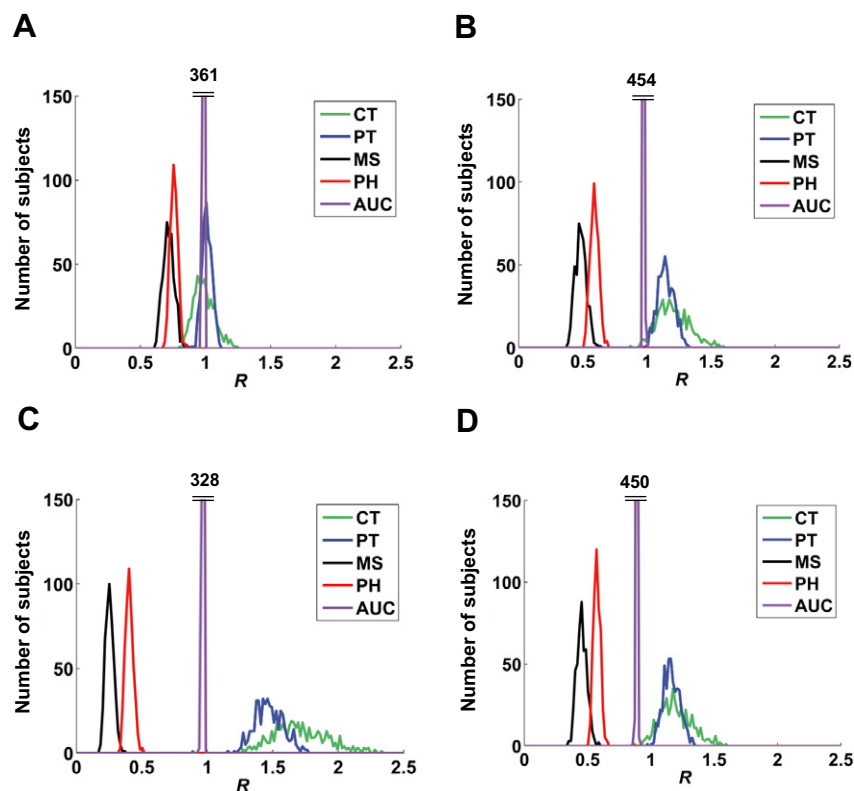 A
361
Number of subjects
150
100
50
0
0 0.5 1 1.5 2 2.5
R
CT
PT
MS
PH
AUC
B
454
Number of subjects
150
100
50
0
0 0.5 1 1.5 2 2.5
R
CT
PT
MS
PH
AUC
C
328
Number of subjects
150
100
50
0
0 0.5 1 1.5 2 2.5
R
CT
PT
MS
PH
AUC
D
450
Number of subjects
150
100
50
0
0 0.5 1 1.5 2 2.5
R
CT
PT
MS
PH
AUC